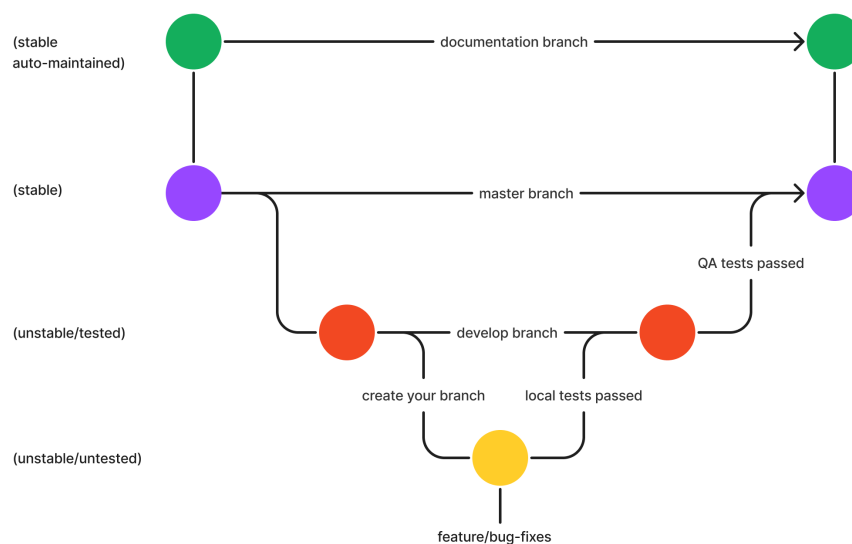 (stable
auto-maintained)
documentation branch
(stable)
master branch
QA tests passed
(unstable/tested)
develop branch
create your branch
local tests passed
(unstable/untested)
feature/bug-fixes